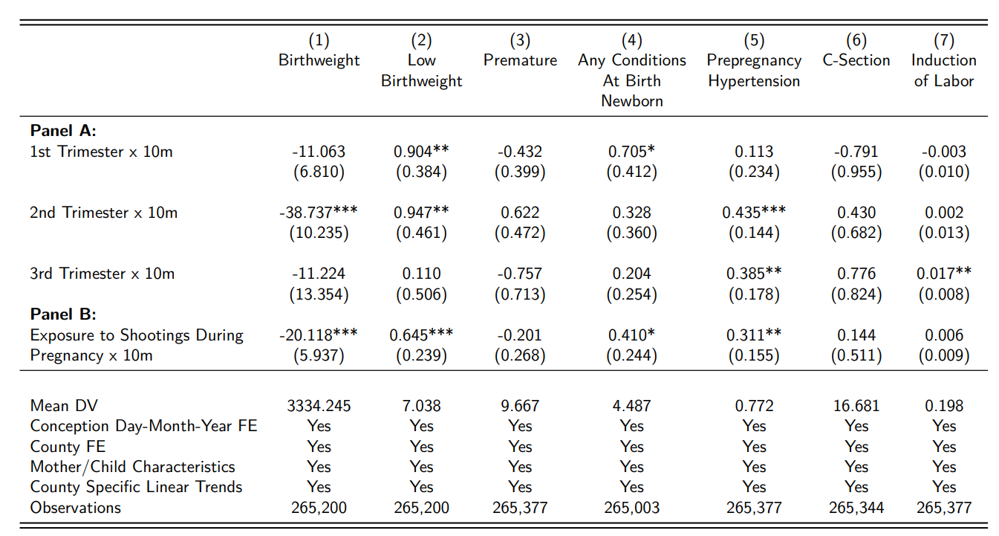 (1) (2) (3) (4) (5) (6) (7)
Birthweight Low Premature Any Conditions Prepregnancy C-Section Induction
Birthweight At Birth Hypertension of Labor
Newborn
Panel A:
1st Trimester x 10m -11.063 0.904** -0.432 0.705* 0.113 -0.791 -0.003
(6.810) (0.384) (0.399) (0.412) (0.234) (0.955) (0.010)
2nd Trimester x 10m -38.737*** 0.947** 0.622 0.328 0.435*** 0.430 0.002
(10.235) (0.461) (0.472) (0.360) (0.144) (0.682) (0.013)
3rd Trimester x 10m -11.224 0.110 -0.757 0.204 0.385** 0.776 0.017**
(13.354) (0.506) (0.713) (0.254) (0.178) (0.824) (0.008)
Panel B:
Exposure to Shootings During -20.118*** 0.645*** -0.201 0.410* 0.311** 0.144 0.006
Pregnancy x 10m (5.937) (0.239) (0.268) (0.244) (0.155) (0.511) (0.009)
Mean DV 3334.245 7.038 9.667 4.487 0.772 16.681 0.198
Conception Day-Month-Year FE Yes Yes Yes Yes Yes Yes Yes
County FE Yes Yes Yes Yes Yes Yes Yes
Mother/Child Characteristics Yes Yes Yes Yes Yes Yes Yes
County Specific Linear Trends Yes Yes Yes Yes Yes Yes Yes
Observations 265,200 265,200 265,377 265,003 265,377 265,344 265,377